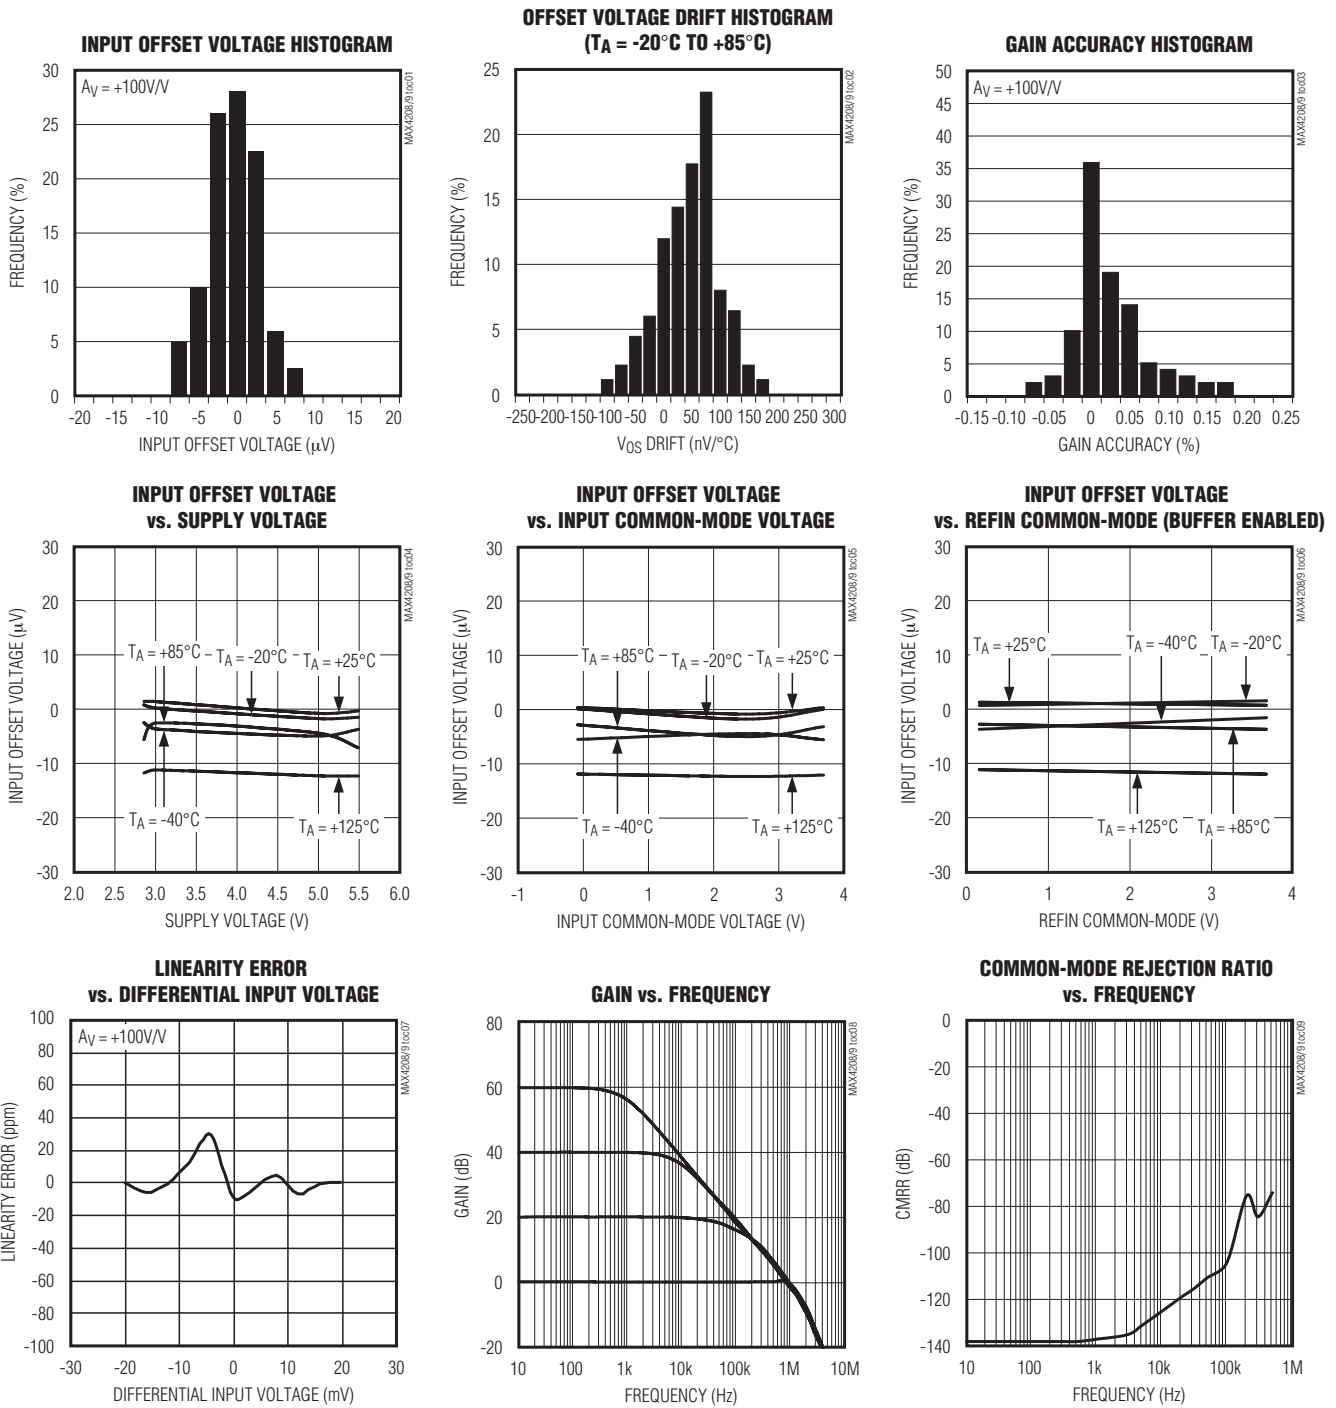 INPUT OFFSET VOLTAGE HISTOGRAM
30
25
20
15
10
5
0
FREQUENCY (%)
AV = +100V/V
MAX4208/9 toc01
-20 -15 -10 -5 0 5 10 15 20
INPUT OFFSET VOLTAGE (μV)
OFFSET VOLTAGE DRIFT HISTOGRAM
(TA = -20°C TO +85°C)
25
20
15
10
5
0
FREQUENCY (%)
MAX4208/9 toc02
-250-200-150-100-50 0 50 100 150 200 250 300
VOS DRIFT (nV/°C)
GAIN ACCURACY HISTOGRAM
50
45
40
35
30
25
20
15
10
5
0
FREQUENCY (%)
AV = +100V/V
MAX4208/9 toc03
-0.15 -0.10 -0.05 0 0.05 0.10 0.15 0.20 0.25
GAIN ACCURACY (%)
INPUT OFFSET VOLTAGE
vs. SUPPLY VOLTAGE
30
20
10
0
-10
-20
-30
INPUT OFFSET VOLTAGE (μV)
MAX4208/9 toc04
TA = +85°C
TA = -20°C
TA = +25°C
TA = -40°C
TA = +125°C
2.0 2.5 3.0 3.5 4.0 4.5 5.0 5.5 6.0
SUPPLY VOLTAGE (V)
INPUT OFFSET VOLTAGE
vs. INPUT COMMON-MODE VOLTAGE
30
20
10
0
-10
-20
-30
INPUT OFFSET VOLTAGE (μV)
MAX4208/9 toc05
TA = +85°C
TA = -20°C
TA = +25°C
TA = -40°C
TA = +125°C
-1 0 1 2 3 4
INPUT COMMON-MODE VOLTAGE (V)
INPUT OFFSET VOLTAGE
vs. REFIN COMMON-MODE (BUFFER ENABLED)
30
20
10
0
-10
-20
-30
INPUT OFFSET VOLTAGE (μV)
MAX4208/9 toc06
TA = +25°C
TA = -40°C
TA = -20°C
TA = +125°C
TA = +85°C
0 1 2 3 4
REFIN COMMON-MODE (V)
LINEARITY ERROR
vs. DIFFERENTIAL INPUT VOLTAGE
100
80
60
40
20
0
-20
-40
-60
-80
-100
LINEARITY ERROR (ppm)
AV = +100V/V
MAX4208/9 toc07
-30 -20 -10 0 10 20 30
DIFFERENTIAL INPUT VOLTAGE (mV)
GAIN vs. FREQUENCY
80
60
40
20
0
-20
GAIN (dB)
MAX4208/9 toc08
10 100 1k 10k 100k 1M 10M
FREQUENCY (Hz)
COMMON-MODE REJECTION RATIO
vs. FREQUENCY
0
-20
-40
-60
-80
-100
-120
-140
CMRR (dB)
MAX4208/9 toc09
10 100 1k 10k 100k 1M
FREQUENCY (Hz)